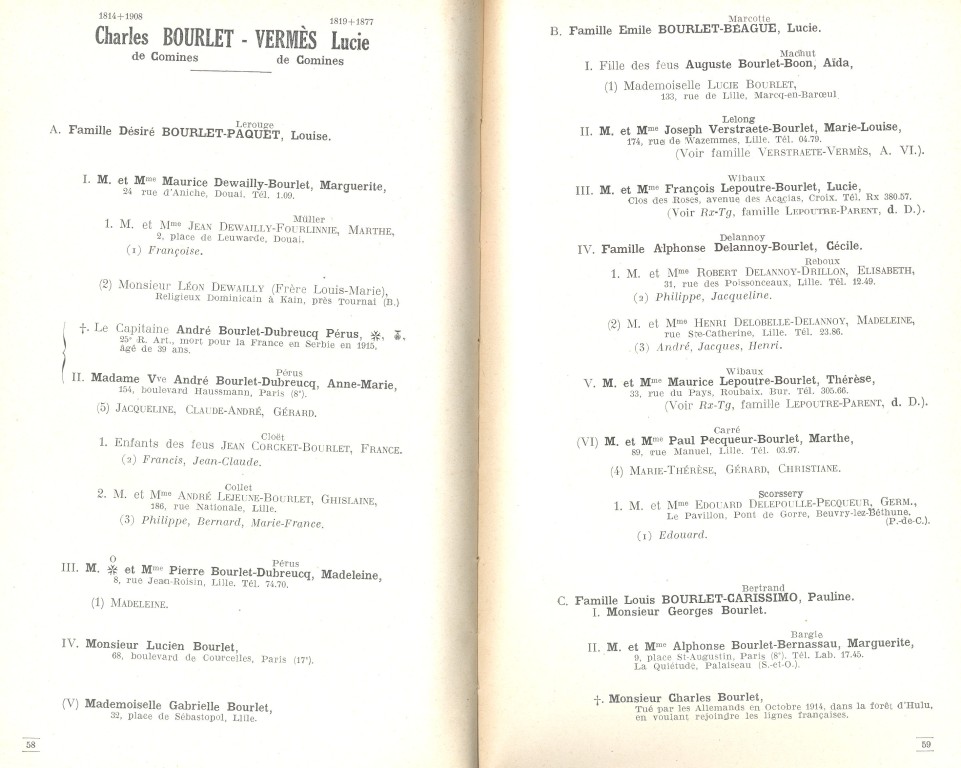 1814+1908 1819+1877
Charles BOURLET - VERMÈS Lucie
de Comines de Comines
Lerouge
A. Famille Désiré BOURLET-PAQUET, Louise.
I. M. et Mme Maurice Dewailly-Bourlet, Marguerite,
24 rue d'Aniche, Douai. Tél. 1.09.
Müller
1. M. et Mme JEAN DEWAILLY-FOURLINNIE, MARTHE,
2, place de Leuwarde, Douai.
(1) Françoise.
(2) Monsieur LÉON DEWAILLY (Frère Louis-Marie),
Religieux Dominicain à Kain, près Tournai (B.)
†. Le Capitaine André Bourlet-Dubreucq Pérus,
25e R. Art., mort pour la France en Serbie en 1915,
âgé de 39 ans.
Pérus
II. Madame Vve André Bourlet-Dubreucq, Anne-Marie,
154, boulevard Haussmann, Paris (8e).
(5) JACQUELINE, CLAUDE-ANDRÉ, GÉRARD.
Cloët
1. Enfants des feus JEAN CORCKET-BOURLET, FRANCE.
(2) Francis, Jean-Claude.
Collet
2. M. et Mme ANDRÉ LEJEUNE-BOURLET, GHISLAINE,
186, rue Nationale, Lille.
(3) Philippe, Bernard, Marie-France.
O Pérus
III. M. et Mme Pierre Bourlet-Dubreucq, Madeleine,
8, rue Jean-Roisin, Lille. Tél. 74.70.
(1) MADELEINE.
IV. Monsieur Lucien Bourlet,
68, boulevard de Courcelles, Paris (17e).
(V) Mademoiselle Gabrielle Bourlet,
32, place de Sébastopol, Lille.
58
Marcotte
B. Famille Emile BOURLET-BÉAGUE, Lucie.
Machut
I. Fille des feus Auguste Bourlet-Boon, Aïda,
(1) Mademoiselle LUCIE BOURLET,
133, rue de Lille, Marcq-en-Barœul
Lelong
II. M. et Mme Joseph Verstraete-Bourlet, Marie-Louise,
174, rue de Wazemmes, Lille. Tél. 04.79.
(Voir famille VERSTRAETE-VERMÈS, A. VI.).
Wibaux
III. M. et Mme François Lepoutre-Bourlet, Lucie,
Clos des Roses, avenue des Acacias, Croix. Tél. Rx 380.57.
(Voir Rx-Tg, famille LEPOUTRE-PARENT, d. D.).
Delannoy
IV. Famille Alphonse Delannoy-Bourlet, Cécile.
Reboux
1. M. et Mme ROBERT DELANNOY-DRILLON, ELISABETH,
31, rue des Poissonceaux, Lille. Tél. 12.49.
(2) Philippe, Jacqueline.
(2) M. et Mme HENRI DELOBELLE-DELANNOY, MADELEINE,
rue Ste-Catherine, Lille. Tél. 23.86.
(3) André, Jacques, Henri.
Wibaux
V. M. et Mme Maurice Lepoutre-Bourlet, Thérèse,
33, rue du Pays, Roubaix. Bur. Tél. 305.66.
(Voir Rx-Tg, famille LEPOUTRE-PARENT, d. D.).
Carré
(VI) M. et Mme Paul Pecqueur-Bourlet, Marthe,
89, rue Manuel, Lille. Tél. 03.97.
(4) MARIE-THÉRÈSE, GÉRARD, CHRISTIANE.
Scorssery
1. M. et Mme EDOUARD DELEPOULLE-PECQUEUR, GERM.,
Le Pavillon, Pont de Gorre, Beuvry-lez-Béthune.
(P.-de-C.).
(1) Edouard.
Bertrand
C. Famille Louis BOURLET-CARISSIMO, Pauline.
I. Monsieur Georges Bourlet.
Bargie
II. M. et Mme Alphonse Bourlet-Bernassau, Marguerite,
9, place St-Augustin, Paris (8e). Tél. Lab. 17.45.
La Quiétude, Palaiseau (S.-et-O.).
†. Monsieur Charles Bourlet,
Tué par les Allemands en Octobre 1914, dans la forêt d'Hulu,
en voulant rejoindre les lignes françaises.
59